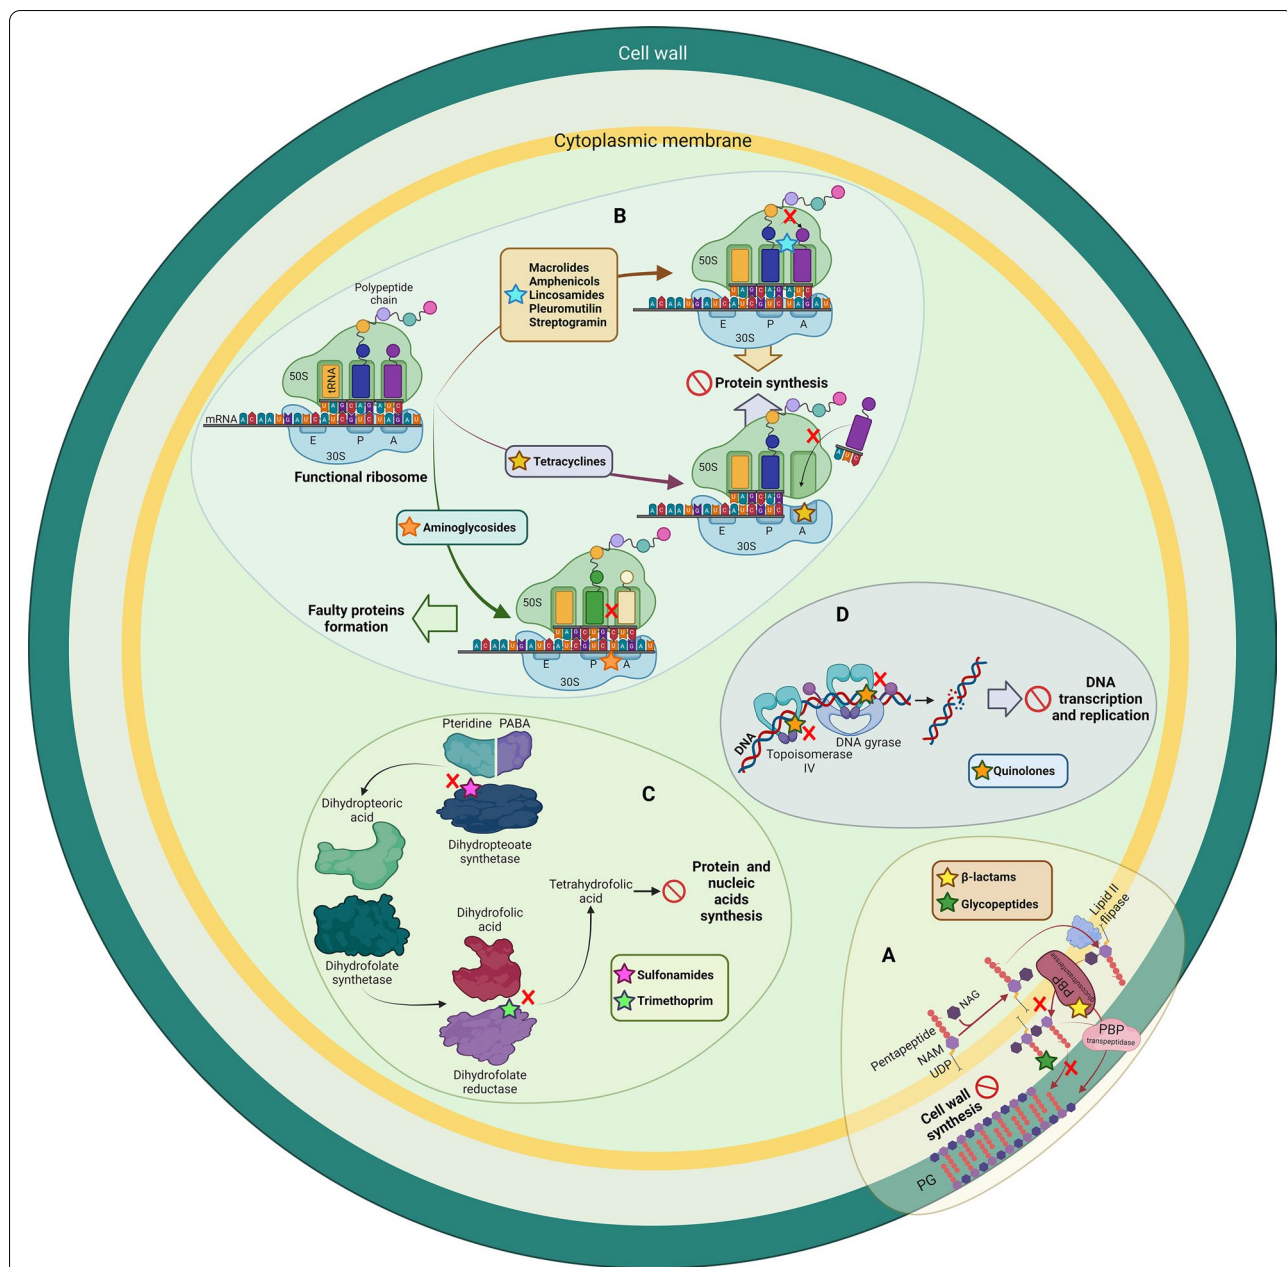 Cell wall
Cytoplasmic membrane
B
Macrolides
Amphenicols
Lincosamides
Pleuromutilin
Streptogramin
50S
E P A
30S
Polypeptide
chain
50S
tRNA
mRNA
A C A A U G A U C A U C G U C U A G A U
E P A
30S
Functional ribosome
Protein synthesis
Tetracyclines
50S
E P A
30S
Aminoglycosides
50S
E P A
30S
Faulty proteins
formation
D
DNA
Topoisomerase
IV
DNA gyrase
DNA
transcription
and replication
Quinolones
Pteridine PABA
C
Dihydropteoric
acid
Dihydropteoate
synthetase
Dihydrofolate
synthetase
Dihydrofolic
acid
Dihydrofolate
reductase
Tetrahydrofolic
acid
Protein and
nucleic
acids
synthesis
Sulfonamides
Trimethoprim
β-lactams
Glycopeptides
A
Lipid II
flipase
PBP
NAG
Pentapeptide
NAM
UDP
PBP
transpeptidase
Cell wall
synthesis
PG